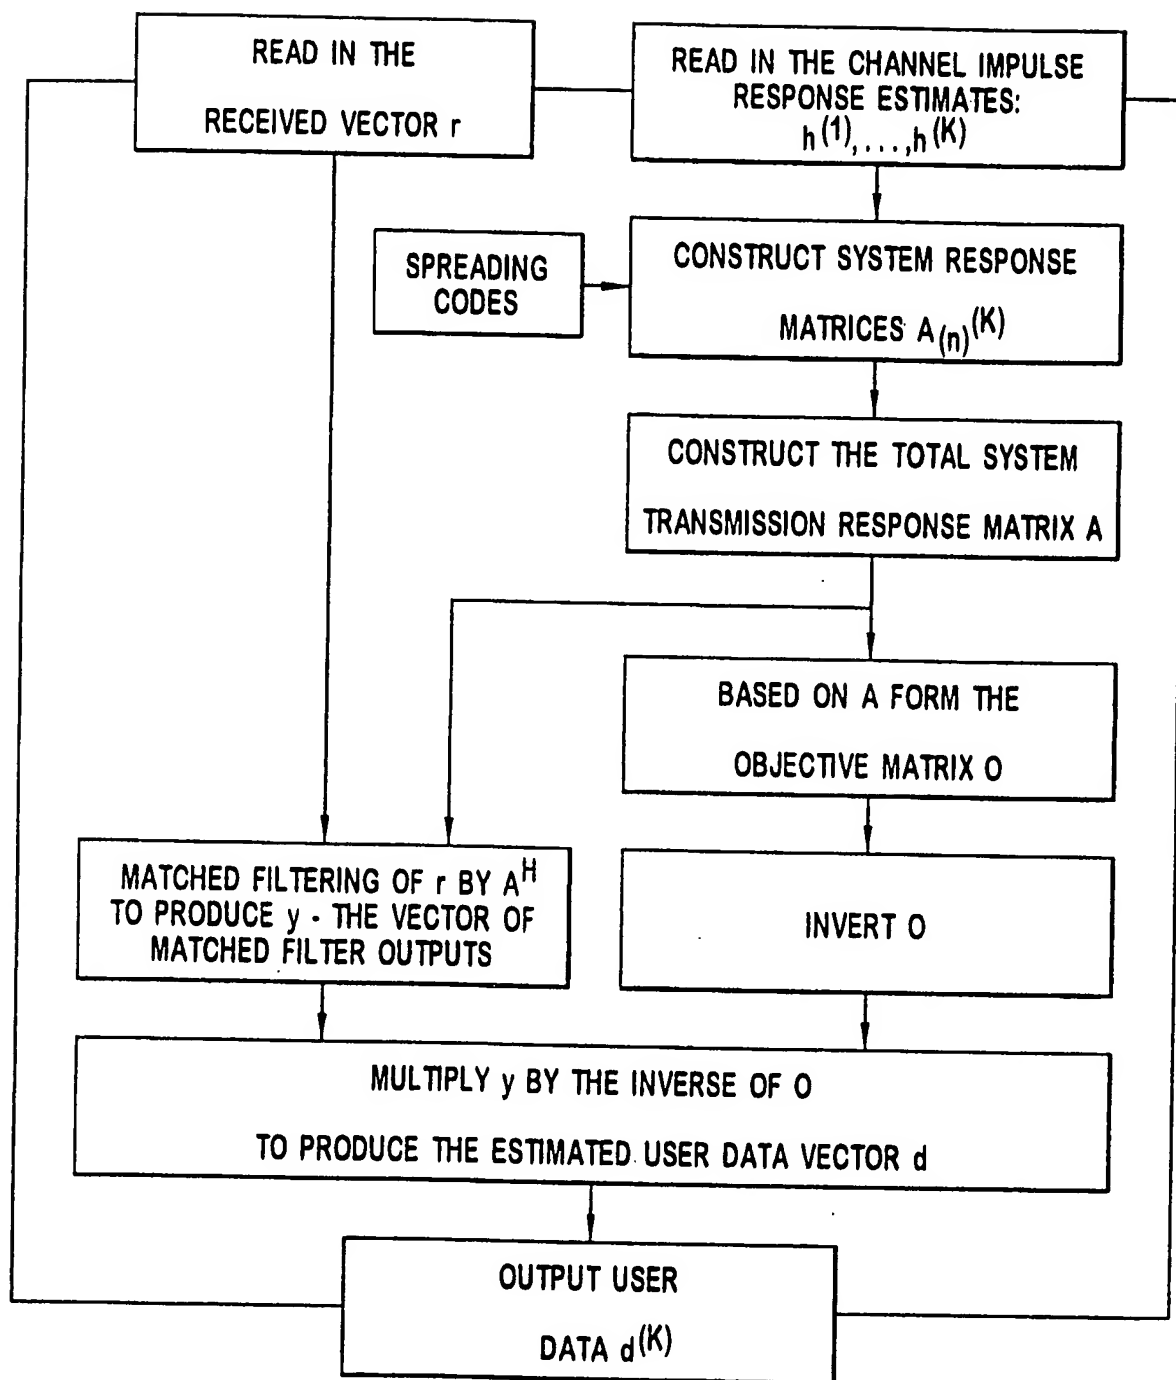 READ IN THE
RECEIVED VECTOR r
READ IN THE CHANNEL IMPULSE
RESPONSE ESTIMATES:
h(1),...,h(K)
SPREADING
CODES
CONSTRUCT SYSTEM RESPONSE
MATRICES A(n)(K)
CONSTRUCT THE TOTAL SYSTEM
TRANSMISSION RESPONSE MATRIX A
BASED ON A FORM THE
OBJECTIVE MATRIX O
MATCHED FILTERING OF r BY AH
TO PRODUCE y - THE VECTOR OF
MATCHED FILTER OUTPUTS
INVERT O
MULTIPLY y BY THE INVERSE OF O
TO PRODUCE THE ESTIMATED USER DATA VECTOR d
OUTPUT USER
DATA d(K)